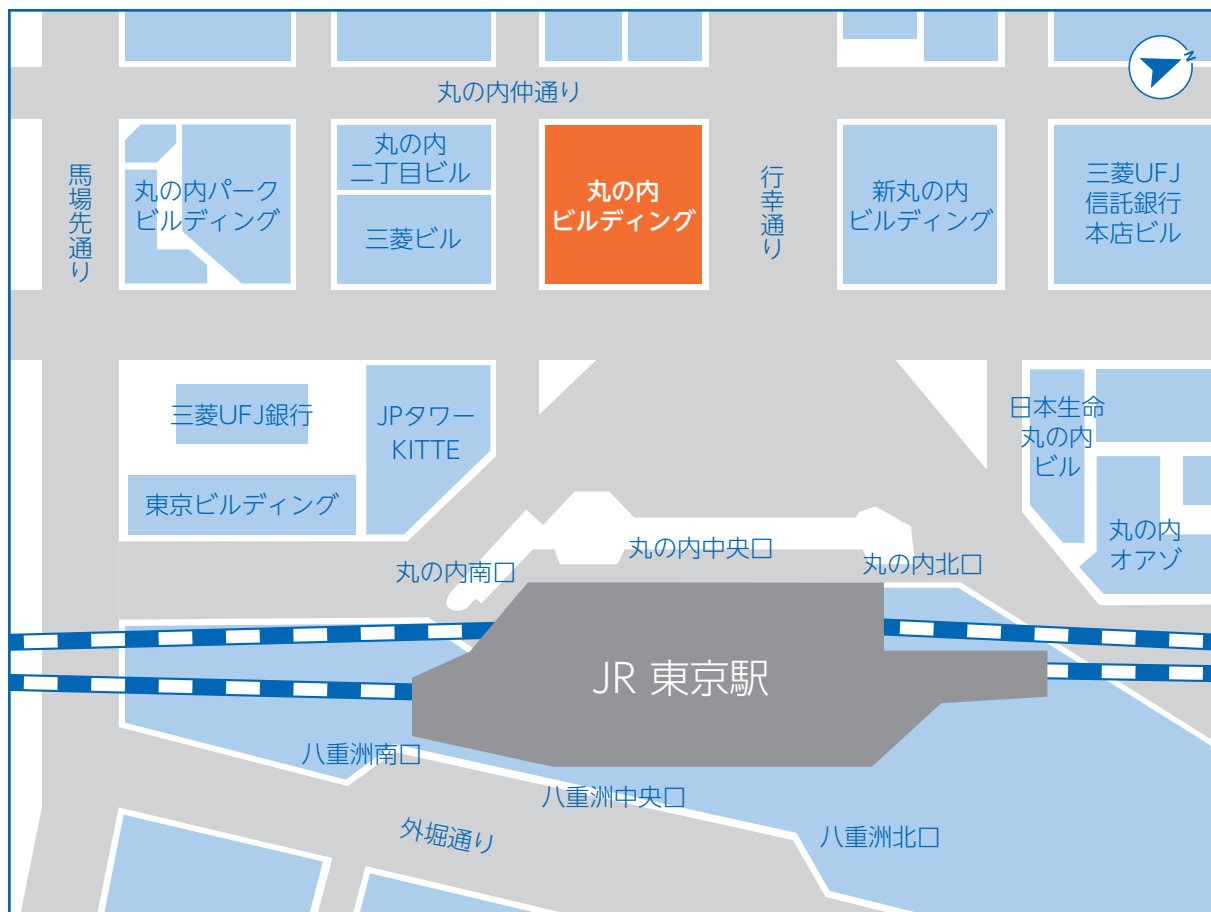 N
丸の内仲通り
馬場先通り
丸の内パーク
ビルディング
丸の内
二丁目ビル
三菱ビル
丸の内
ビルディング
行幸通り
新丸の内
ビルディング
三菱UFJ
信託銀行
本店ビル
三菱UFJ銀行
JPタワー
KITTE
東京ビルディング
日本生命
丸の内
ビル
丸の内
オアゾ
丸の内南口
丸の内中央口
丸の内北口
JR 東京駅
八重洲南口
八重洲中央口
八重洲北口
外堀通り